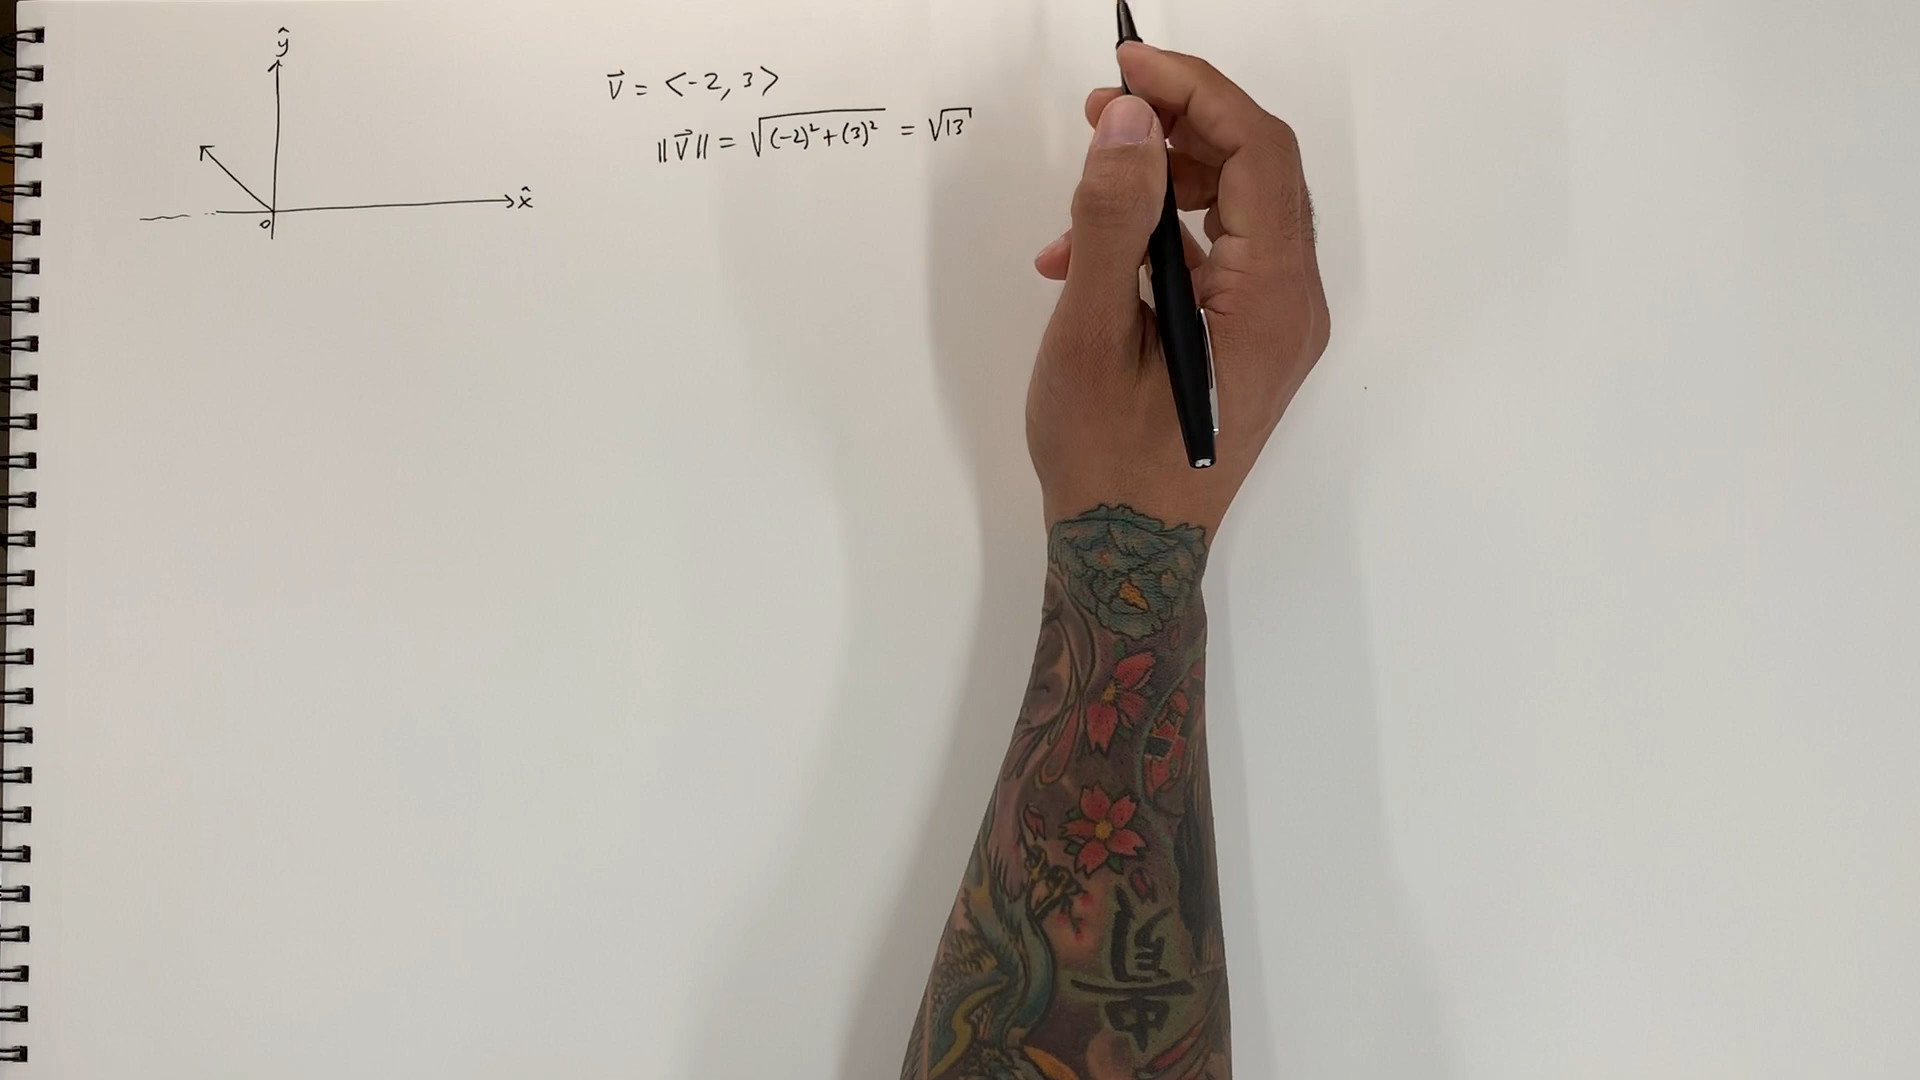 ŷ
v⃗ = <-2, 3>
||v⃗|| = √((-2)² + (3)²) = √13
x̂
0